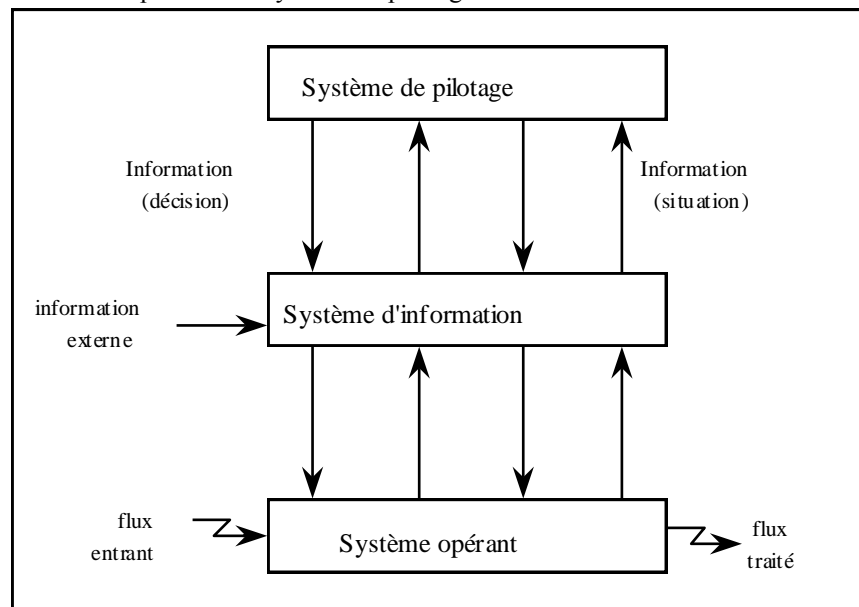 Système de pilotage
Information
(décision)
Information
(situation)
information
externe
Système d'information
flux
entrant
Système opérant
flux
traité